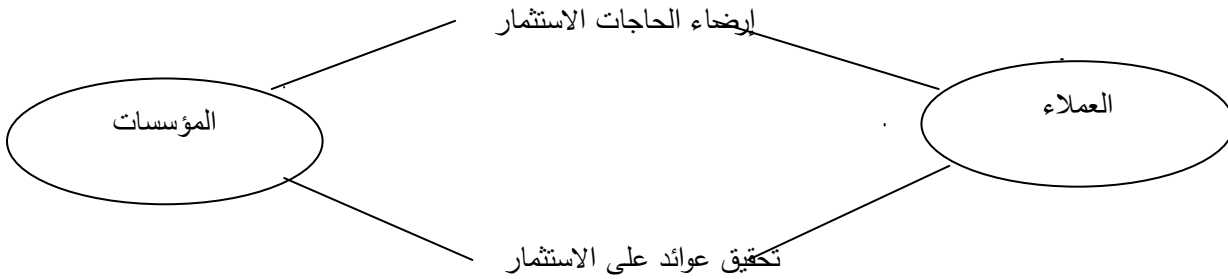 إرضاء الحاجات الاستثمار
العملاء
المؤسسات
تحقيق عوائد على الاستثمار